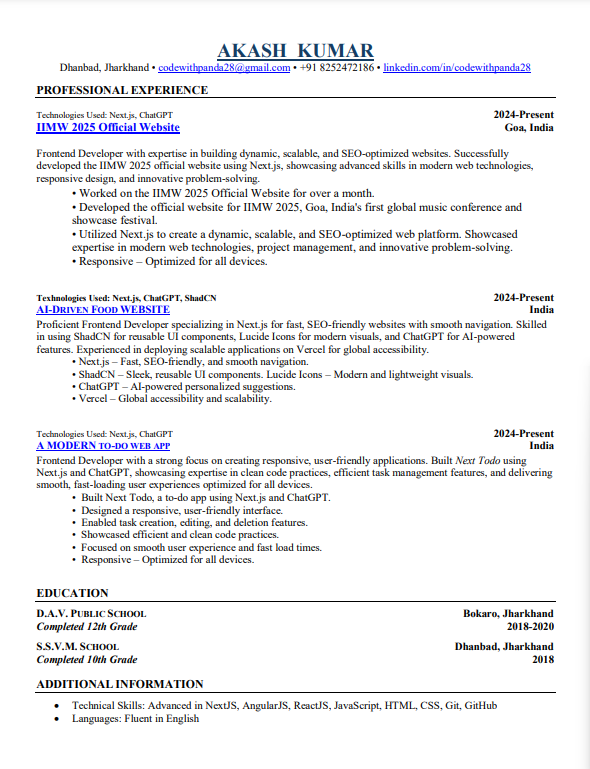 AKASH KUMAR
Dhanbad, Jharkhand • codewithpanda28@gmail.com • +91 8252472186 • linkedin.com/in/codewithpanda28
PROFESSIONAL EXPERIENCE
Technologies Used: Next.js, ChatGPT 2024-Present
IIMW 2025 Official Website Goa, India
Frontend Developer with expertise in building dynamic, scalable, and SEO-optimized websites. Successfully
developed the IIMW 2025 official website using Next.js, showcasing advanced skills in modern web technologies,
responsive design, and innovative problem-solving.
• Worked on the IIMW 2025 Official Website for over a month.
• Developed the official website for IIMW 2025, Goa, India's first global music conference and
showcase festival.
• Utilized Next.js to create a dynamic, scalable, and SEO-optimized web platform. Showcased
expertise in modern web technologies, project management, and innovative problem-solving.
• Responsive – Optimized for all devices.
Texhnologies Used: Next.js, ChatGPT, ShadCN 2024-Present
AI-DRIVEN FOOD WEBSITE India
Proficient Frontend Developer specializing in Next.js for fast, SEO-friendly websites with smooth navigation. Skilled
in using ShadCN for reusable UI components, Lucide Icons for modern visuals, and ChatGPT for AI-powered
features. Experienced in deploying scalable applications on Vercel for global accessibility.
• Next.js – Fast, SEO-friendly, and smooth navigation.
• ShadCN – Sleek, reusable UI components. Lucide Icons – Modern and lightweight visuals.
• ChatGPT – AI-powered personalized suggestions.
• Vercel – Global accessibility and scalability.
Technologies Used: Next.js, ChatGPT 2024-Present
A MODERN TO-DO WEB APP India
Frontend Developer with a strong focus on creating responsive, user-friendly applications. Built Next Todo using
Next.js and ChatGPT, showcasing expertise in clean code practices, efficient task management features, and delivering
smooth, fast-loading user experiences optimized for all devices.
• Built Next Todo, a to-do app using Next.js and ChatGPT.
• Designed a responsive, user-friendly interface.
• Enabled task creation, editing, and deletion features.
• Showcased efficient and clean code practices.
• Focused on smooth user experience and fast load times.
• Responsive – Optimized for all devices.
EDUCATION
D.A.V. PUBLIC SCHOOL Bokaro, Jharkhand
Completed 12th Grade 2018-2020
S.S.V.M. SCHOOL Dhanbad, Jharkhand
Completed 10th Grade 2018
ADDITIONAL INFORMATION
• Technical Skills: Advanced in NextJS, AngularJS, ReactJS, JavaScript, HTML, CSS, Git, GitHub
• Languages: Fluent in English